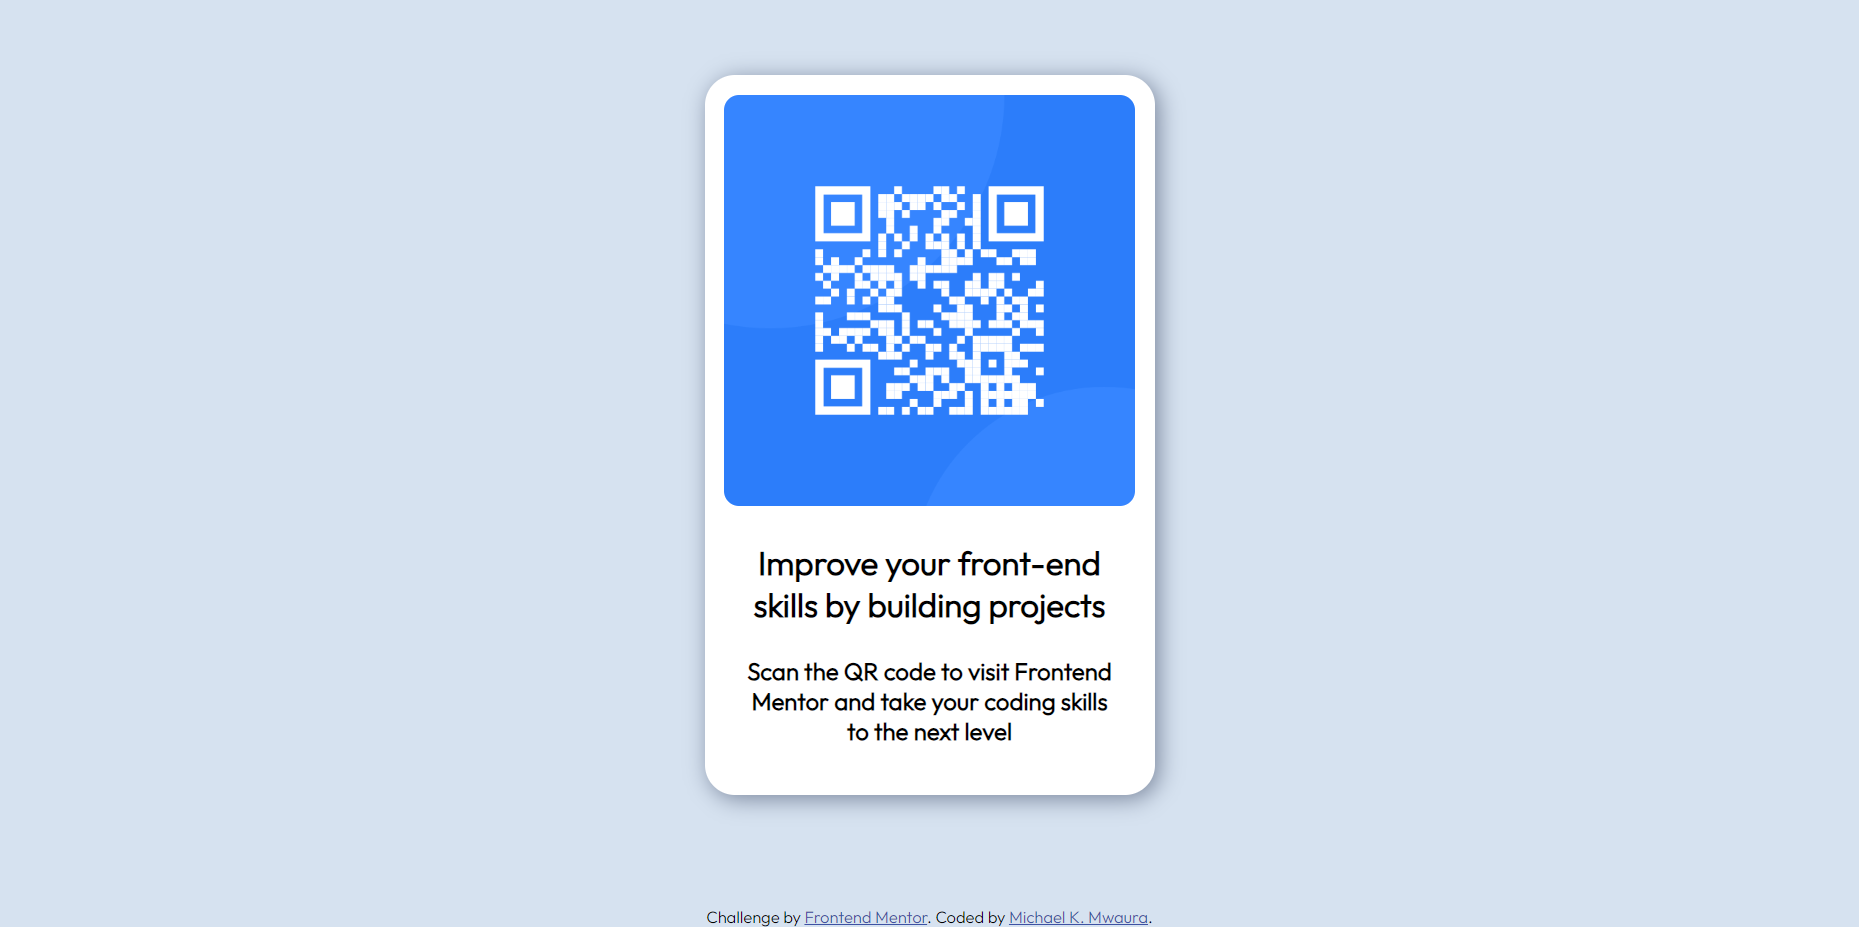 Improve your front-end
skills by building projects
Scan the QR code to visit Frontend
Mentor and take your coding skills
to the next level
Challenge by Frontend Mentor. Coded by Michael K. Mwaura.